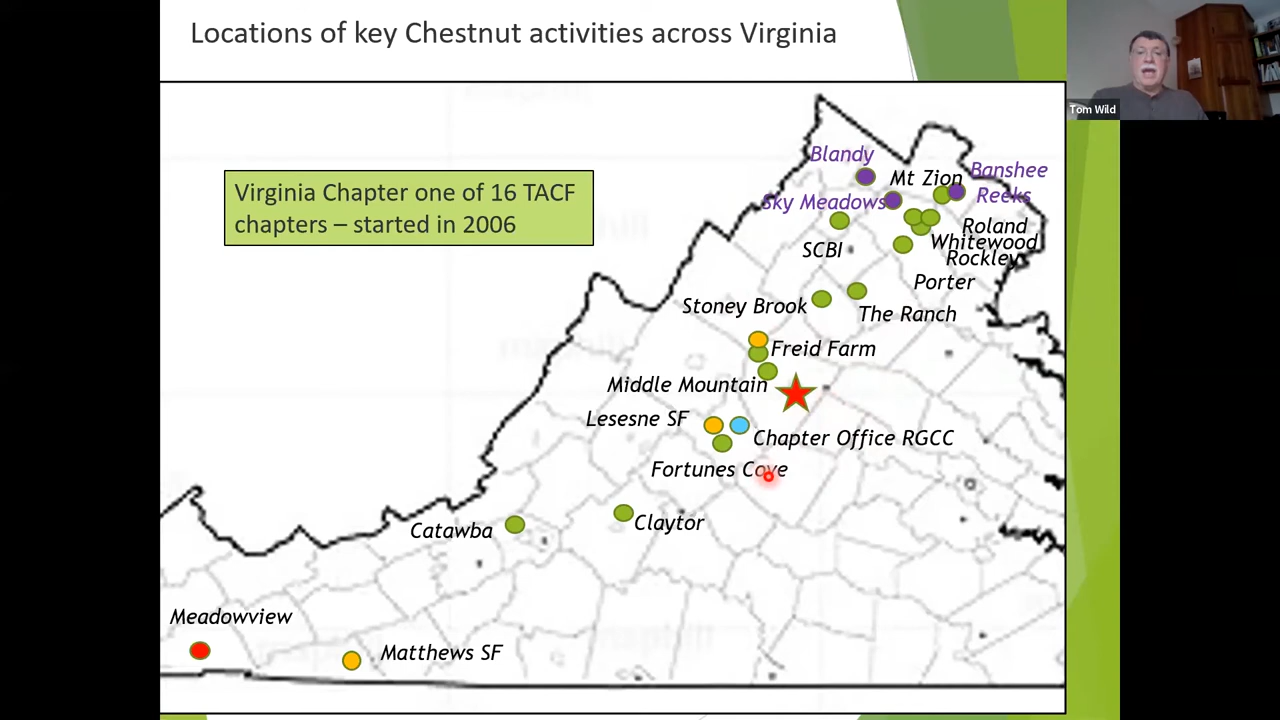 Locations of key Chestnut activities across Virginia
Tom Wild
Virginia Chapter one of 16 TACF
chapters – started in 2006
Blandy
Mt Zion
Banshee
Reeks
Sky Meadows
Roland
SCBI
Whitewood
Rockley
Porter
Stoney Brook
The Ranch
Freid Farm
Middle Mountain
Lesesne SF
Chapter Office RGCC
Fortunes Cove
Claytor
Catawba
Meadowview
Matthews SF